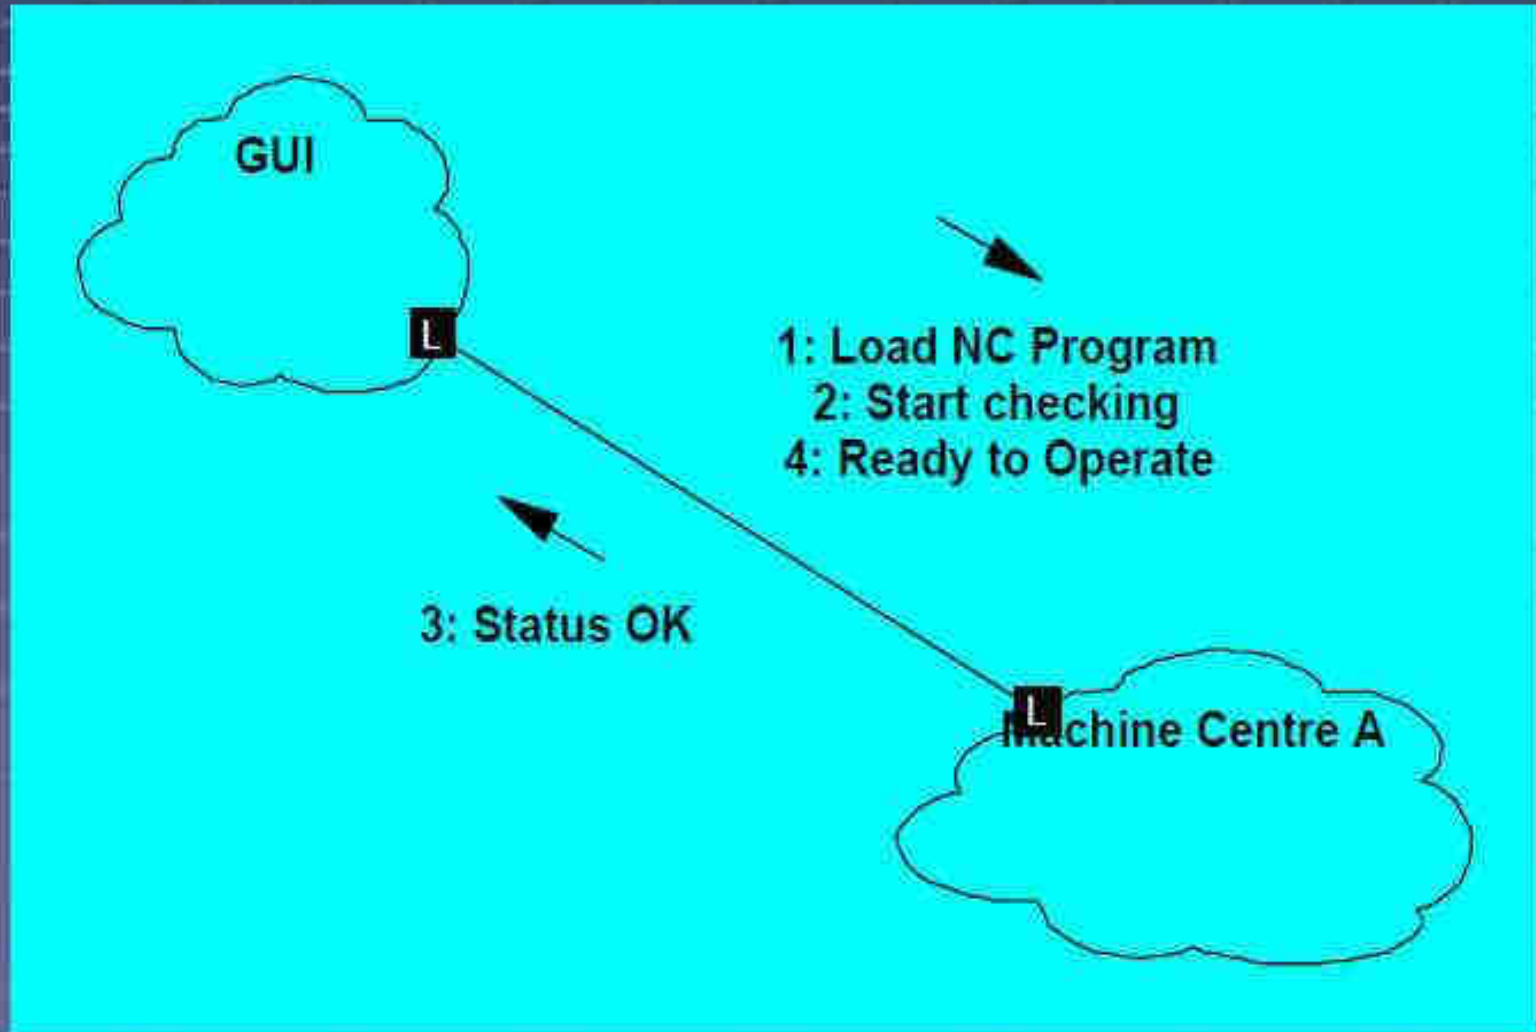 GUI
L
1: Load NC Program
2: Start checking
4: Ready to Operate
3: Status OK
L
Machine Centre A